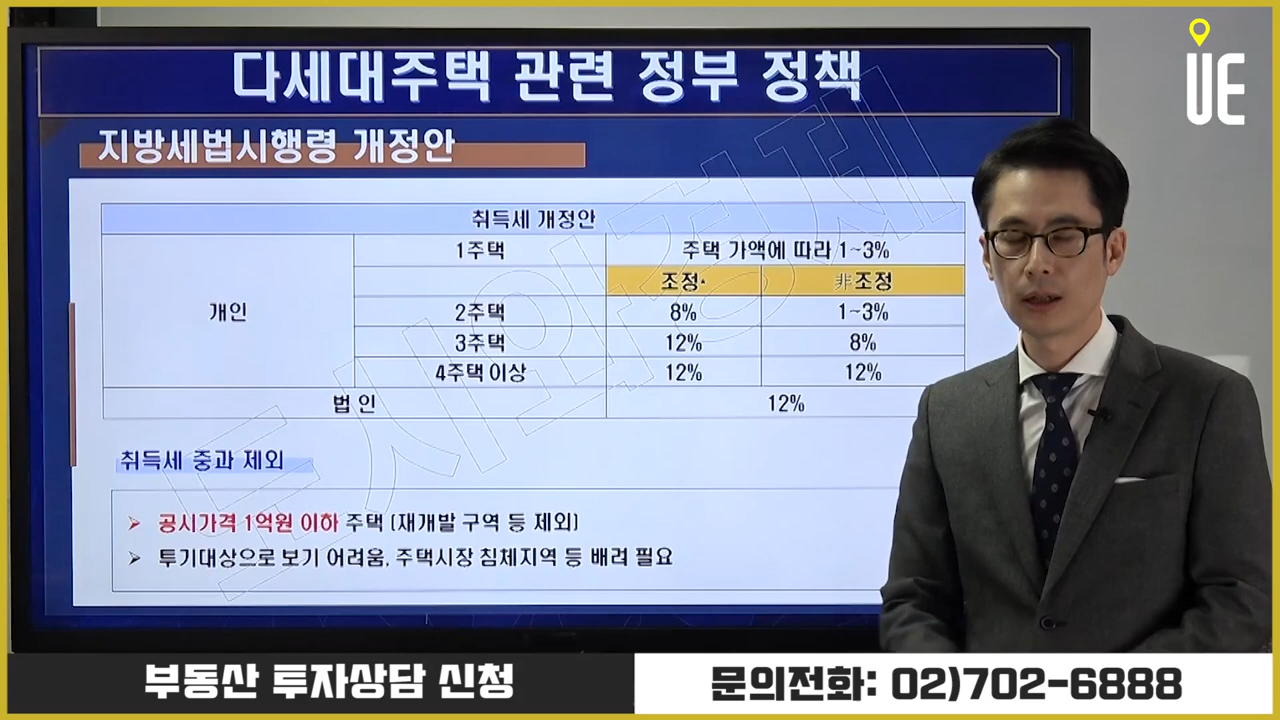 다세대주택 관련 정부 정책
UE
지방세법시행령 개정안
취득세 개정안
개인
1주택 주택 가액에 따라 1~3%
조정 非조정
2주택 8% 1~3%
3주택 12% 8%
4주택 이상 12% 12%
법 인 12%
취득세 중과 제외
➢ 공시가격 1억원 이하 주택 (재개발 구역 등 제외)
➢ 투기대상으로 보기 어려움, 주택시장 침체지역 등 배려 필요
도시와경제
부동산 투자상담 신청
문의전화: 02)702-6888